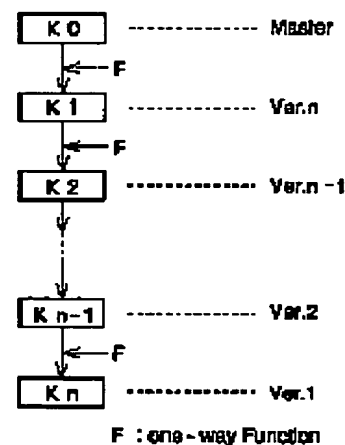 K 0 Master
F
K 1 Ver.n
F
K 2 Ver.n-1
K n-1 Ver.2
F
K n Ver.1
F : one-way Function